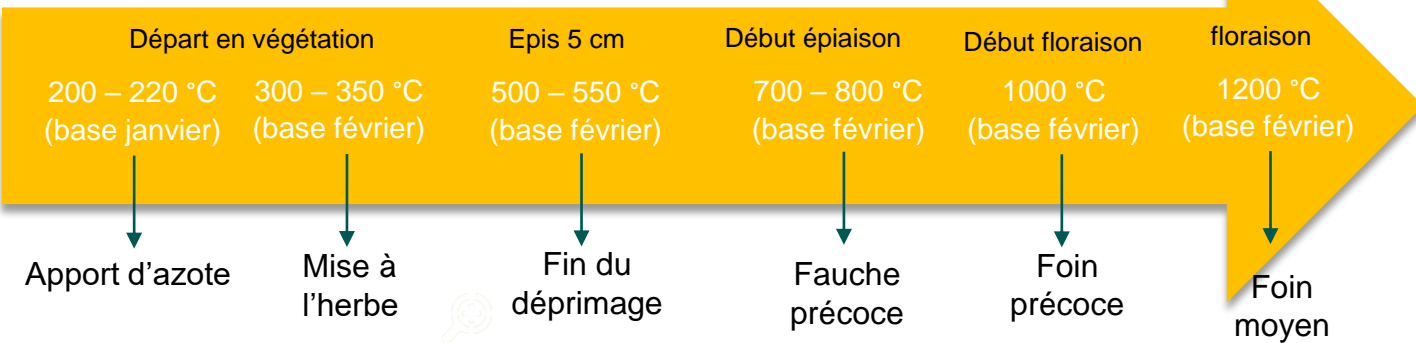 Départ en végétation
Epis 5 cm
Début épiaison
Début floraison
floraison
200 – 220 °C
(base janvier)
300 – 350 °C
(base février)
500 – 550 °C
(base février)
700 – 800 °C
(base février)
1000 °C
(base février)
1200 °C
(base février)
Apport d’azote
Mise à
l’herbe
Fin du
déprimage
Fauche
précoce
Foin
précoce
Foin
moyen